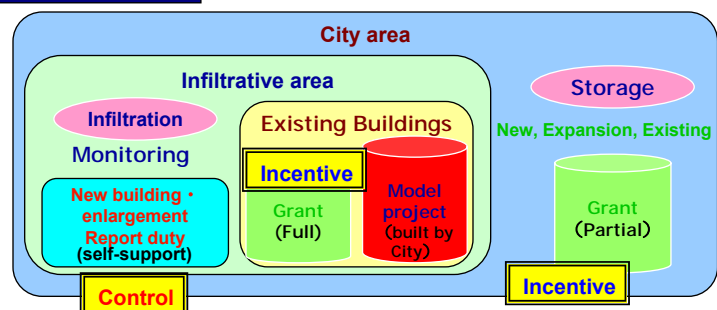 City area
Infiltrative area
Infiltration
Monitoring
New building・
enlargement
Report duty
(self-support)
Control
Existing Buildings
Incentive
Grant
(Full)
Model
project
(built by
City)
Storage
New, Expansion, Existing
Grant
(Partial)
Incentive